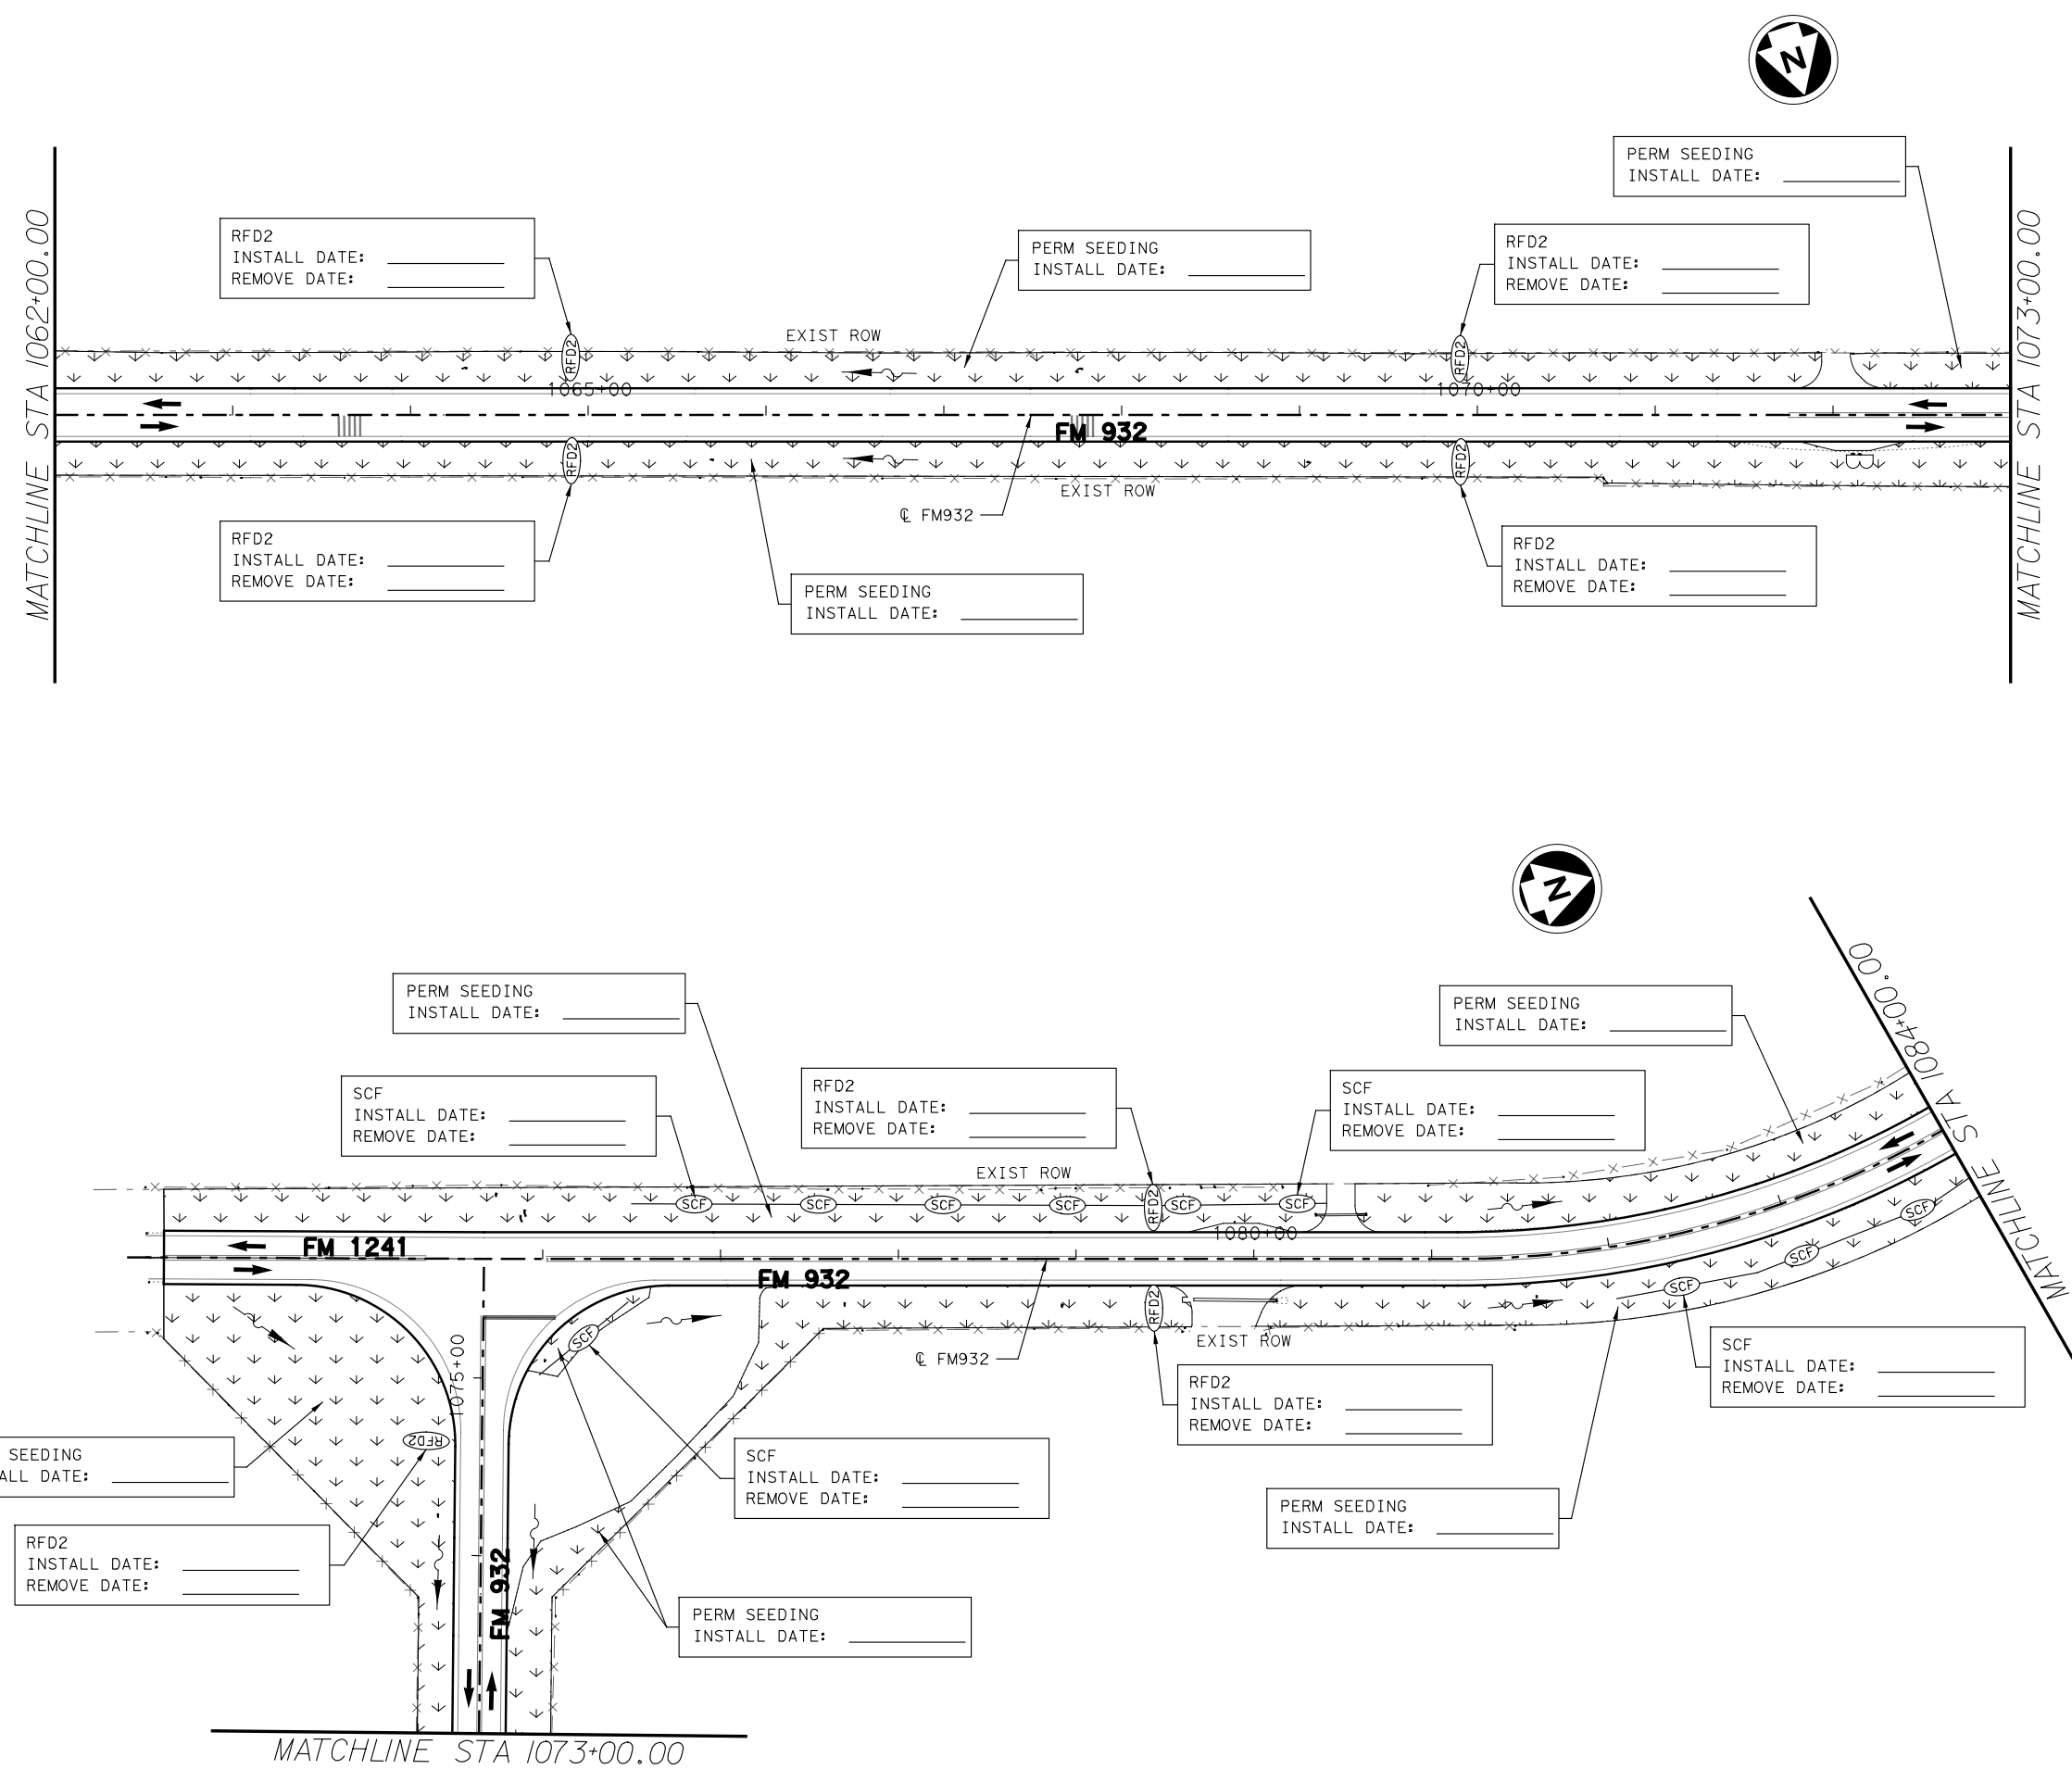 N
PERM SEEDING
INSTALL DATE:
RFD2
INSTALL DATE:
REMOVE DATE:
PERM SEEDING
INSTALL DATE:
RFD2
INSTALL DATE:
REMOVE DATE:
MATCHLINE STA 1062+00.00
MATCHLINE STA 1073+00.00
EXIST ROW
RFD2
RFD2
1065+00
1070+00
FM 932
RFD2
RFD2
EXIST ROW
℄ FM932
RFD2
INSTALL DATE:
REMOVE DATE:
RFD2
INSTALL DATE:
REMOVE DATE:
PERM SEEDING
INSTALL DATE:
N
PERM SEEDING
INSTALL DATE:
PERM SEEDING
INSTALL DATE:
SCF
INSTALL DATE:
REMOVE DATE:
RFD2
INSTALL DATE:
REMOVE DATE:
SCF
INSTALL DATE:
REMOVE DATE:
MATCHLINE STA 1084+00.00
EXIST ROW
SCF
SCF
SCF
SCF
RFD2
SCF
SCF
SCF
1080+00
FM 1241
FM 932
SCF
SCF
RFD2
SCF
EXIST ROW
℄ FM932
1075+00
SCF
INSTALL DATE:
REMOVE DATE:
RFD2
INSTALL DATE:
REMOVE DATE:
RFD2
SEEDING
ALL DATE:
SCF
INSTALL DATE:
REMOVE DATE:
PERM SEEDING
INSTALL DATE:
RFD2
INSTALL DATE:
REMOVE DATE:
FM 932
PERM SEEDING
INSTALL DATE:
MATCHLINE STA 1073+00.00